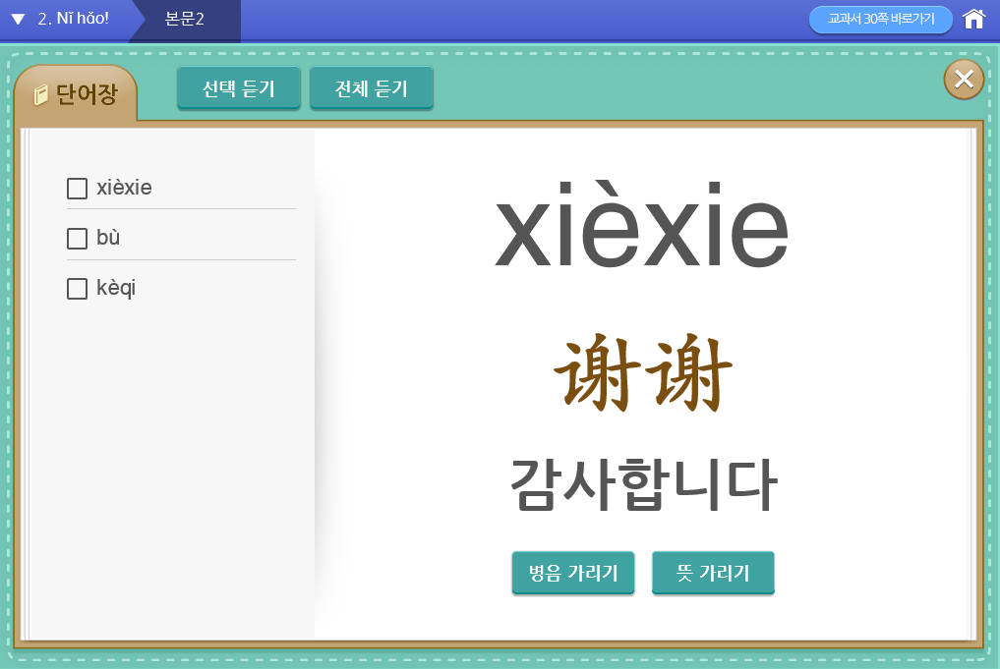 ▼ 2. Nǐ hǎo!
본문2
교과서 30쪽 바로가기
단어장
선택 듣기
전체 듣기
xièxie
bù
kèqi
xièxie
谢谢
감사합니다
병음 가리기
뜻 가리기